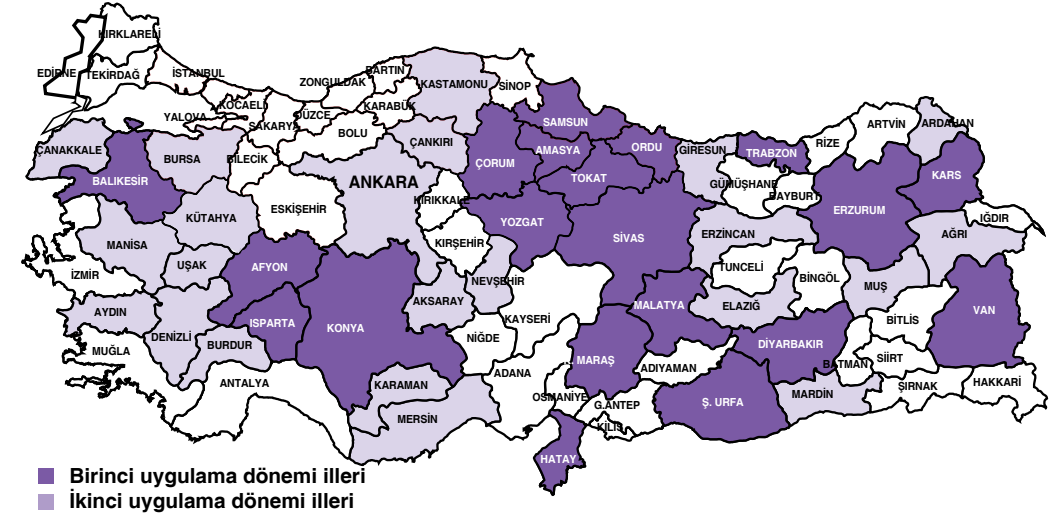 KIRKLARELİ
EDİRNE
TEKİRDAĞ
İSTANBUL
ZONGULDAK
BARTIN
KASTAMONU
SİNOP
KOCAELİ
YALOVA
SAKARYA
DÜZCE
KARABÜK
BOLU
SAMSUN
ARTVİN
ARDAHAN
ÇANAKKALE
BURSA
BİLECİK
ÇANKIRI
ÇORUM
AMASYA
ORDU
GİRESUN
TRABZON
RİZE
BALIKESİR
ANKARA
TOKAT
GÜMÜŞHANE
BAYBURT
KARS
KÜTAHYA
ESKİŞEHİR
KIRIKKALE
YOZGAT
SİVAS
ERZİNCAN
ERZURUM
IĞDIR
AĞRI
MANİSA
KIRŞEHİR
İZMİR
UŞAK
AFYON
NEVŞEHİR
TUNCELİ
BİNGÖL
MUŞ
AYDIN
DENİZLİ
ISPARTA
KONYA
AKSARAY
KAYSERİ
MALATYA
ELAZIĞ
BİTLİS
VAN
MUĞLA
BURDUR
NİĞDE
DİYARBAKIR
ANTALYA
KARAMAN
ADANA
MARAŞ
ADIYAMAN
BATMAN
SİİRT
ŞIRNAK
HAKKARİ
MERSİN
OSMANİYE
G.ANTEP
KİLİS
Ş. URFA
MARDİN
HATAY
Birinci uygulama dönemi illeri
İkinci uygulama dönemi illeri